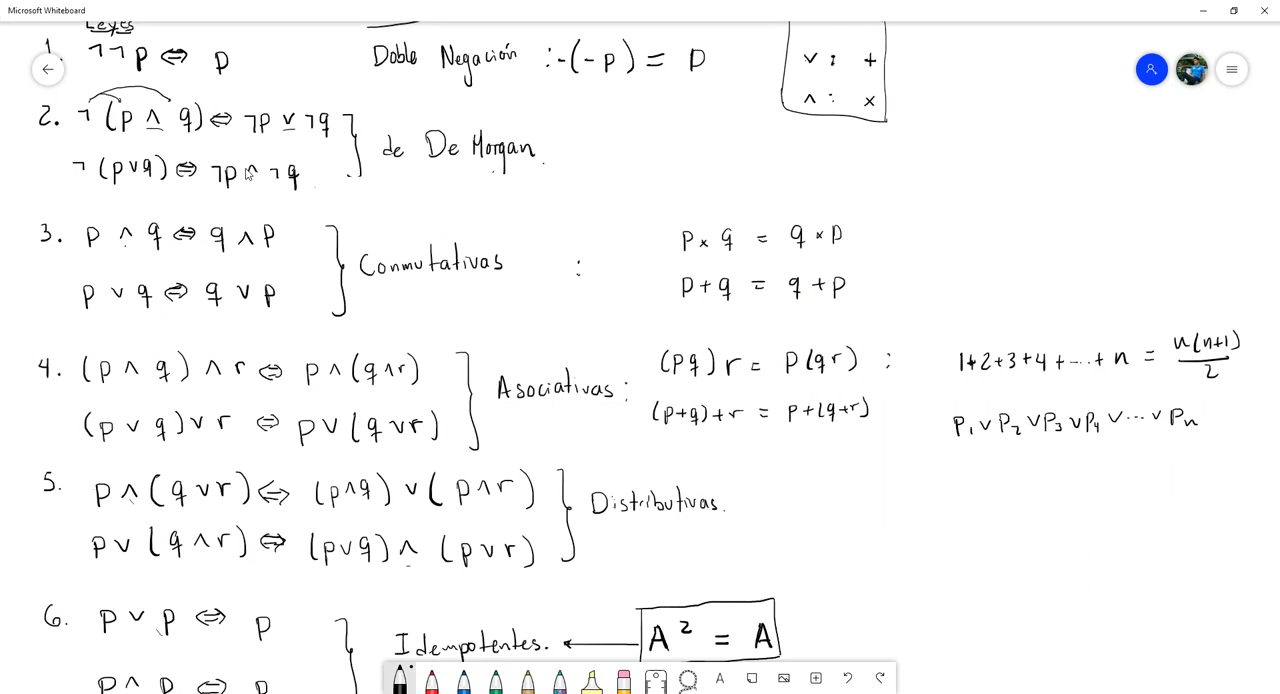 Microsoft Whiteboard
Leyes
1. ¬¬p ⇔ p    Doble Negación : -(-p) = p    ∨ : +
∧ : ×
2. ¬(p ∧ q) ⇔ ¬p ∨ ¬q
¬(p∨q) ⇔ ¬p ∧ ¬q    de De Morgan.
3. p ∧ q ⇔ q ∧ p    p × q = q × p
p ∨ q ⇔ q ∨ p    Conmutativas :    p + q = q + p
4. (p ∧ q) ∧ r ⇔ p ∧ (q ∧ r)    Asociativas :    (pq) r = p(qr) :    1+2+3+4+...+n = n(n+1)/2
(p ∨ q) ∨ r ⇔ p ∨ (q ∨ r)    (p+q)+r = p+(q+r)    p₁ ∨ p₂ ∨ p₃ ∨ p₄ ∨ ... ∨ pₙ
5. p ∧ (q ∨ r) ⇔ (p ∧ q) ∨ (p ∧ r)    Distributivas.
p ∨ (q ∧ r) ⇔ (p ∨ q) ∧ (p ∨ r)
6. p ∨ p ⇔ p    Idempotentes. ← A² = A
p ∧ p ⇔ p